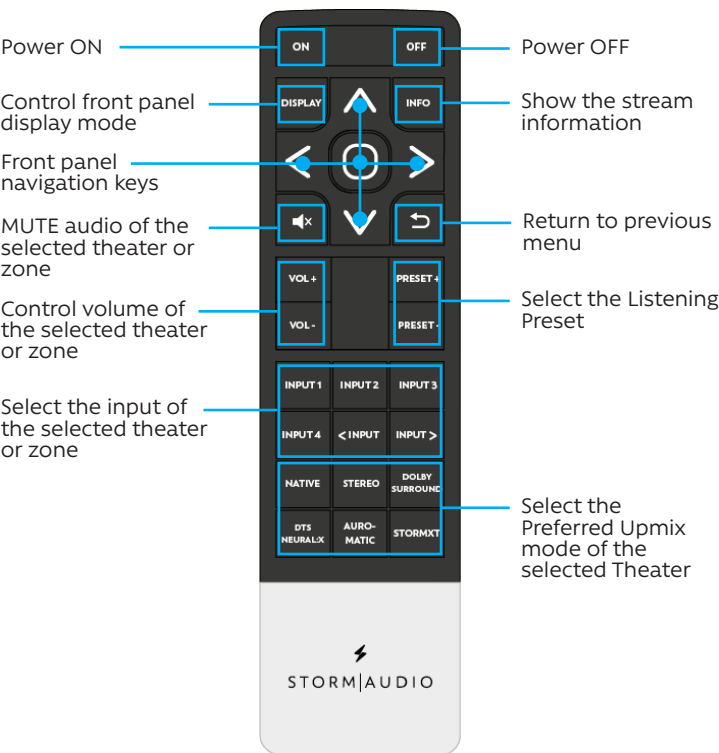 Power ON
ON
OFF
Power OFF
Control front panel
display mode
DISPLAY
INFO
Show the stream
information
Front panel
navigation keys
MUTE audio of the
selected theater or
zone
Return to previous
menu
VOL +
PRESET +
Control volume of
the selected theater
or zone
VOL -
PRESET -
Select the Listening
Preset
INPUT 1 INPUT 2 INPUT 3
Select the input of
the selected theater
or zone
INPUT 4 < INPUT INPUT >
NATIVE STEREO DOLBY
SURROUND
DTS
NEURAL:X
AURO-
MATIC
STORMXT
Select the
Preferred Upmix
mode of the
selected Theater
STORM|AUDIO